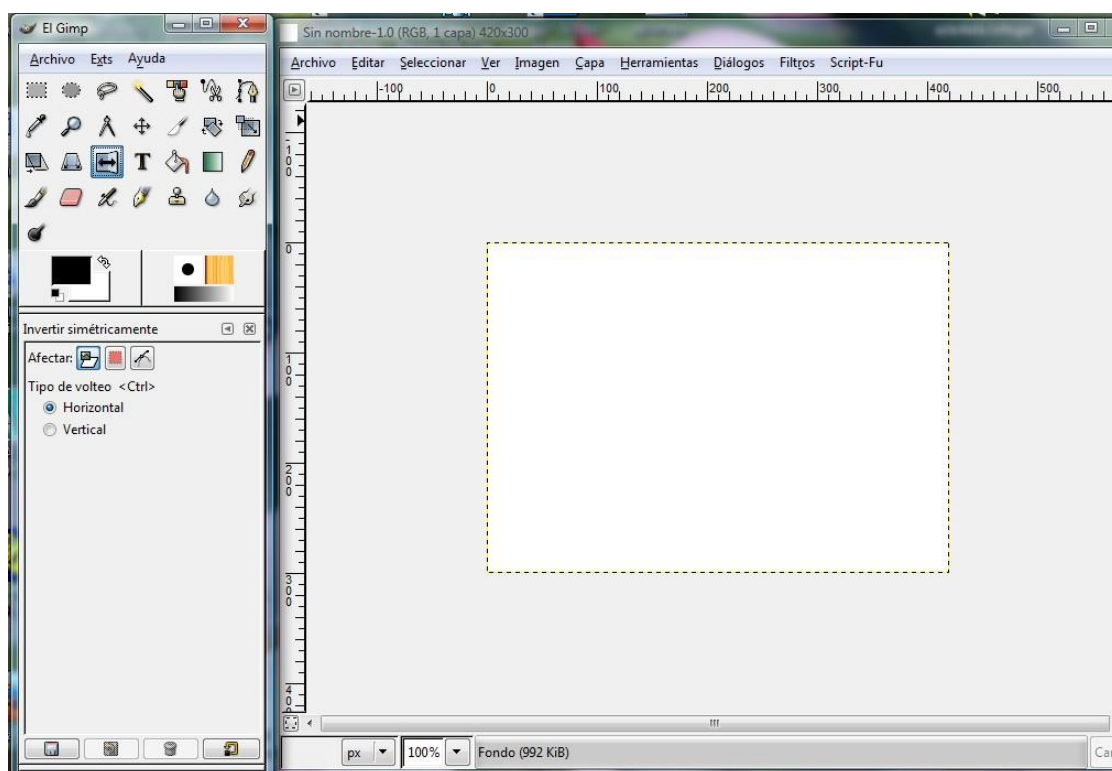 El Gimp
Archivo Exts Ayuda
Invertir simétricamente
Afectar:
Tipo de volteo <Ctrl>
Horizontal
Vertical
Sin nombre-1.0 (RGB, 1 capa) 420x300
Archivo Editar Seleccionar Ver Imagen Capa Herramientas Diálogos Filtros Script-Fu
-100 0 100 200 300 400 500
-100
0
100
200
300
px 100% Fondo (992 KiB)